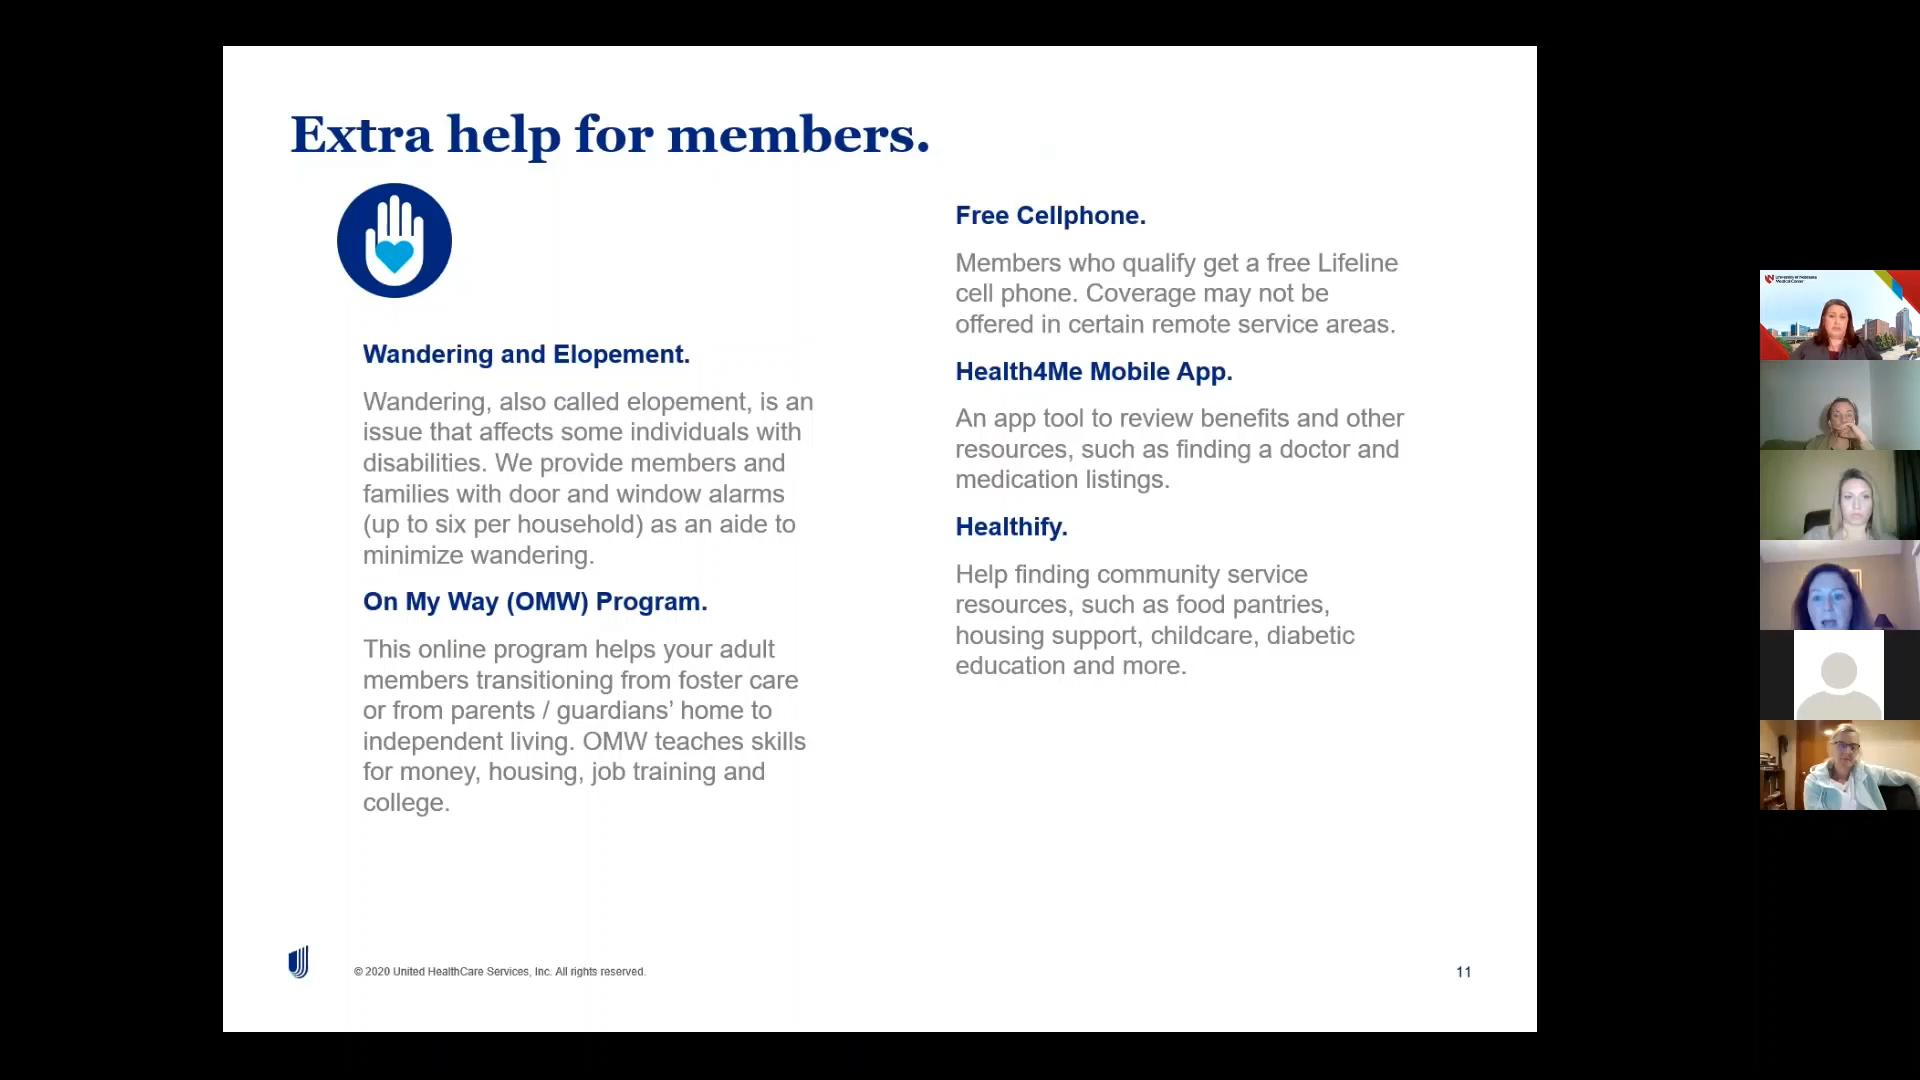 Extra help for members.
Wandering and Elopement.
Wandering, also called elopement, is an
issue that affects some individuals with
disabilities. We provide members and
families with door and window alarms
(up to six per household) as an aide to
minimize wandering.
On My Way (OMW) Program.
This online program helps your adult
members transitioning from foster care
or from parents / guardians’ home to
independent living. OMW teaches skills
for money, housing, job training and
college.
Free Cellphone.
Members who qualify get a free Lifeline
cell phone. Coverage may not be
offered in certain remote service areas.
Health4Me Mobile App.
An app tool to review benefits and other
resources, such as finding a doctor and
medication listings.
Healthify.
Help finding community service
resources, such as food pantries,
housing support, childcare, diabetic
education and more.
© 2020 United HealthCare Services, Inc. All rights reserved.
11
University of Nebraska
Medical Center